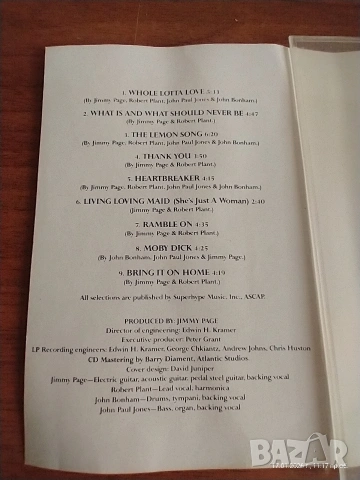 1. WHOLE LOTTA LOVE 5:33
(By Jimmy Page, Robert Plant, John Paul Jones & John Bonham.)
2. WHAT IS AND WHAT SHOULD NEVER BE 4:47
(By Jimmy Page & Robert Plant.)
3. THE LEMON SONG 6:20
(By Jimmy Page, Robert Plant, John Paul Jones & John Bonham.)
4. THANK YOU 3:50
(By Jimmy Page & Robert Plant.)
5. HEARTBREAKER 4:15
(By Jimmy Page, Robert Plant, John Paul Jones & John Bonham.)
6. LIVING LOVING MAID (She's Just A Woman) 2:40
(Jimmy Page & Robert Plant.)
7. RAMBLE ON 4:35
(By Jimmy Page & Robert Plant.)
8. MOBY DICK 4:25
(By John Bonham, John Paul Jones & Jimmy Page.)
9. BRING IT ON HOME 4:19
(By Jimmy Page & Robert Plant.)
All selections are published by Superhype Music, Inc., ASCAP.
PRODUCED BY: JIMMY PAGE
Director of engineering: Edwin H. Kramer
Executive producer: Peter Grant
LP Recording engineers: Edwin H. Kramer, George Chkiantz, Andrew Johns, Chris Huston
CD Mastering by Barry Diament, Atlantic Studios
Cover design: David Juniper
Jimmy Page—Electric guitar, acoustic guitar, pedal steel guitar, backing vocal
Robert Plant—Lead vocal, harmonica
John Bonham—Drums, tympani, backing vocal
John Paul Jones—Bass, organ, backing vocal
BAZAR
bg